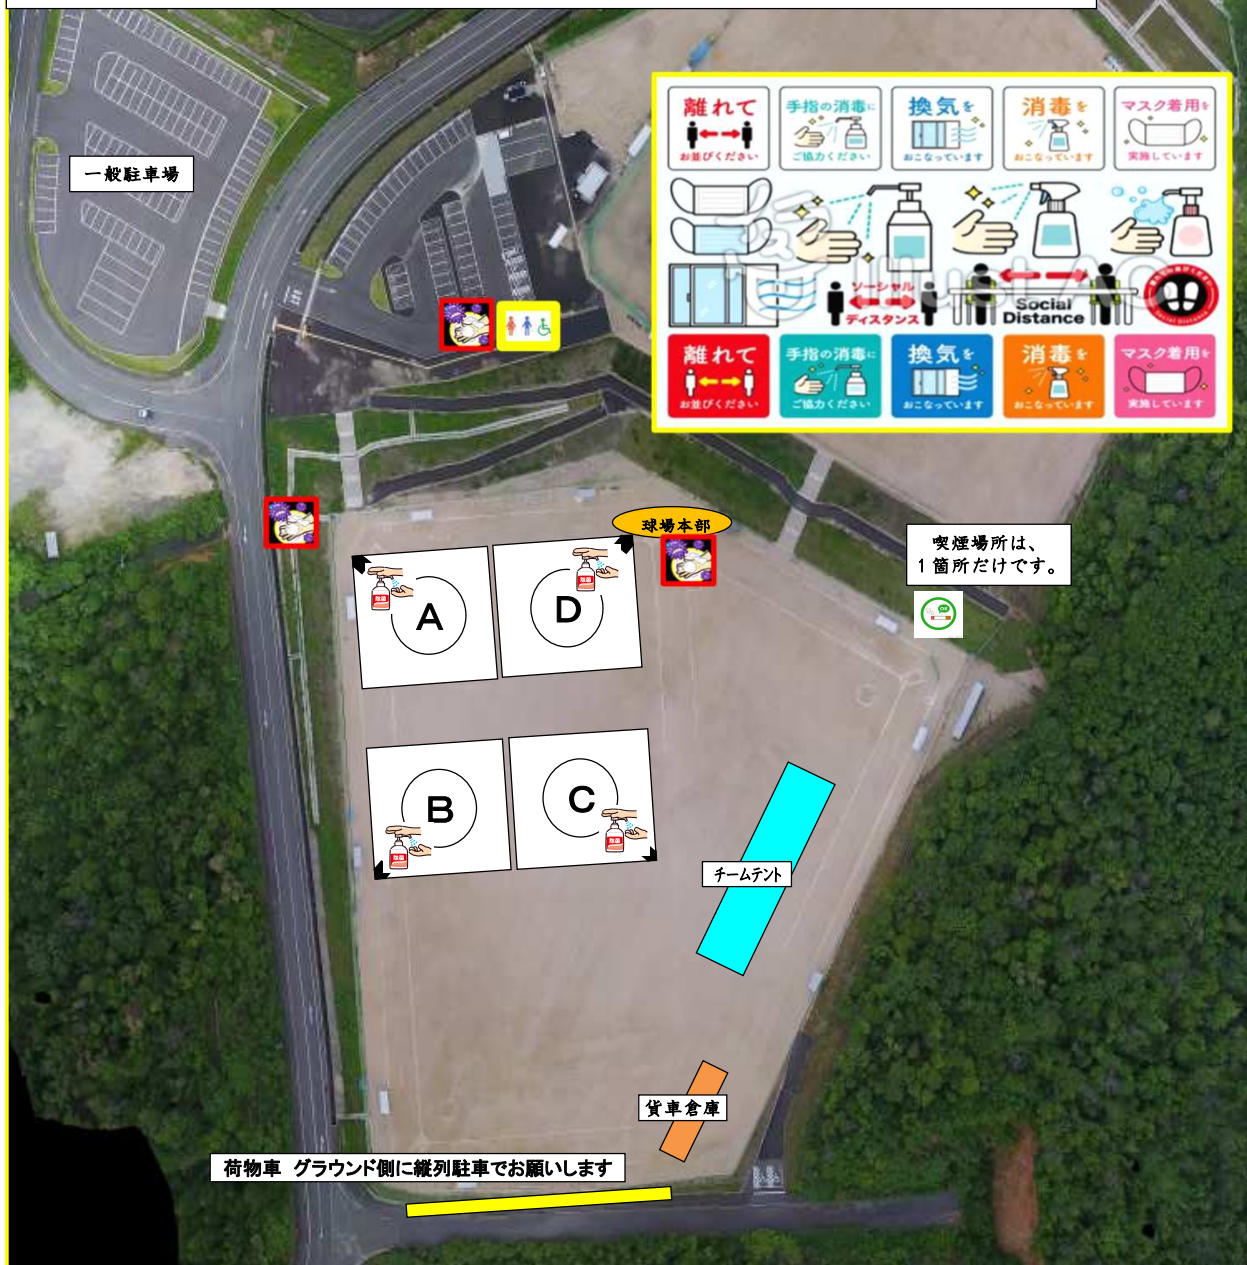 離れて
お並びください
手指の消毒に
ご協力ください
換気を
おこなっています
消毒を
おこなっています
マスク着用を
実施しています
一般駐車場
ソーシャル
ディスタンス
Social
Distance
離れて
お並びください
手指の消毒に
ご協力ください
換気を
おこなっています
消毒を
おこなっています
マスク着用を
実施しています
球場本部
喫煙場所は、
1箇所だけです。
OK
A
D
B
C
チームテント
貨車倉庫
荷物車 グラウンド側に縦列駐車でお願いします